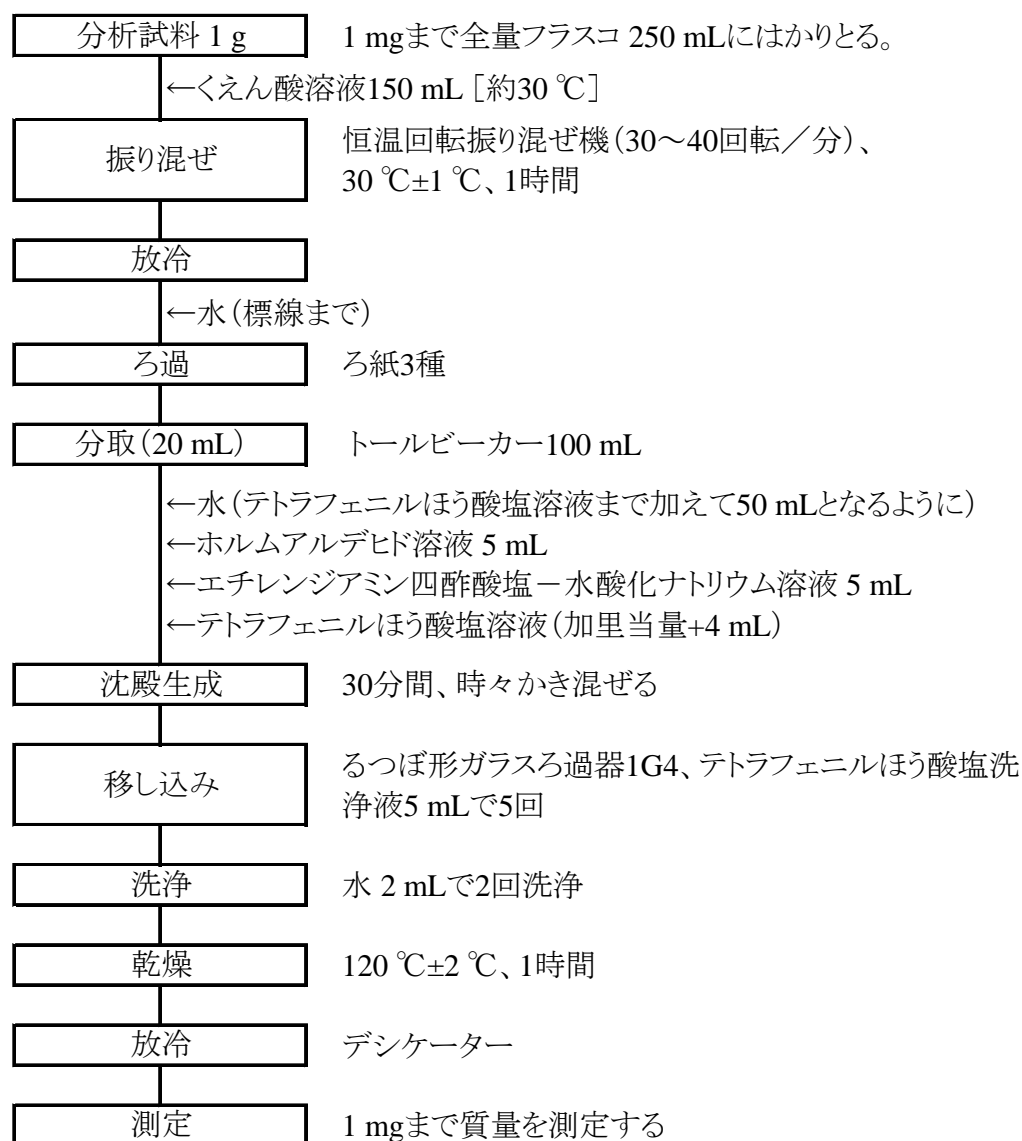 分析試料 1 g 1 mgまで全量フラスコ 250 mLにはかりとる。
←くえん酸溶液150 mL [約30 ℃]
振り混ぜ 恒温回転振り混ぜ機(30～40回転／分)、
30 ℃±1 ℃、1時間
放冷
←水(標線まで)
ろ過 ろ紙3種
分取(20 mL) トールビーカー100 mL
←水(テトラフェニルほう酸塩溶液まで加えて50 mLとなるように)
←ホルムアルデヒド溶液 5 mL
←エチレンジアミン四酢酸塩－水酸化ナトリウム溶液 5 mL
←テトラフェニルほう酸塩溶液(加里当量+4 mL)
沈殿生成 30分間、時々かき混ぜる
移し込み るつぼ形ガラスろ過器1G4、テトラフェニルほう酸塩洗
浄液5 mLで5回
洗浄 水 2 mLで2回洗浄
乾燥 120 ℃±2 ℃、1時間
放冷 デシケーター
測定 1 mgまで質量を測定する